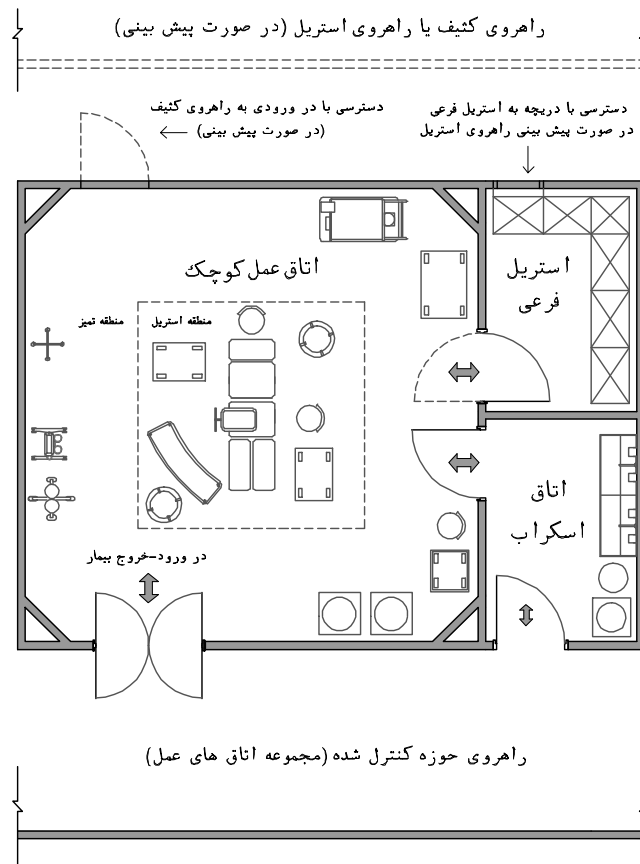 راهروی کثیف یا راهروی استریل (در صورت پیش بینی)
دسترسی با دریچه به استریل فرعی
در صورت پیش بینی راهروی استریل
دسترسی با در ورودی به راهروی کثیف
(در صورت پیش بینی)
اتاق عمل کوچک
استریل
فرعی
منطقه استریل
منطقه تمیز
اتاق
اسکراب
در ورود-خروج بیمار
راهروی حوزه کنترل شده (مجموعه اتاق های عمل)